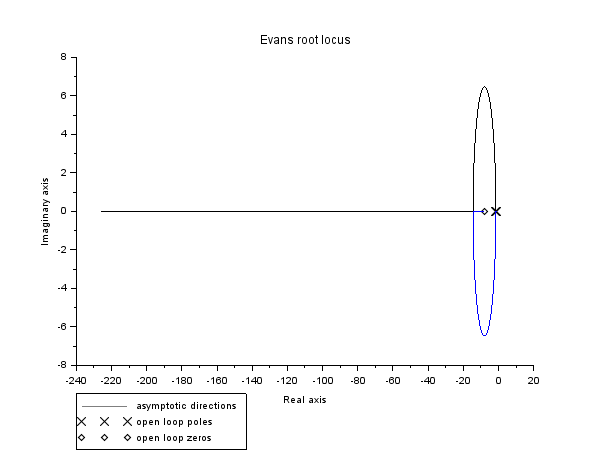 Evans root locus
8
6
4
2
0
-2
-4
-6
-8
Imaginary axis
-240 -220 -200 -180 -160 -140 -120 -100 -80 -60 -40 -20 0 20
Real axis
asymptotic directions
open loop poles
open loop zeros